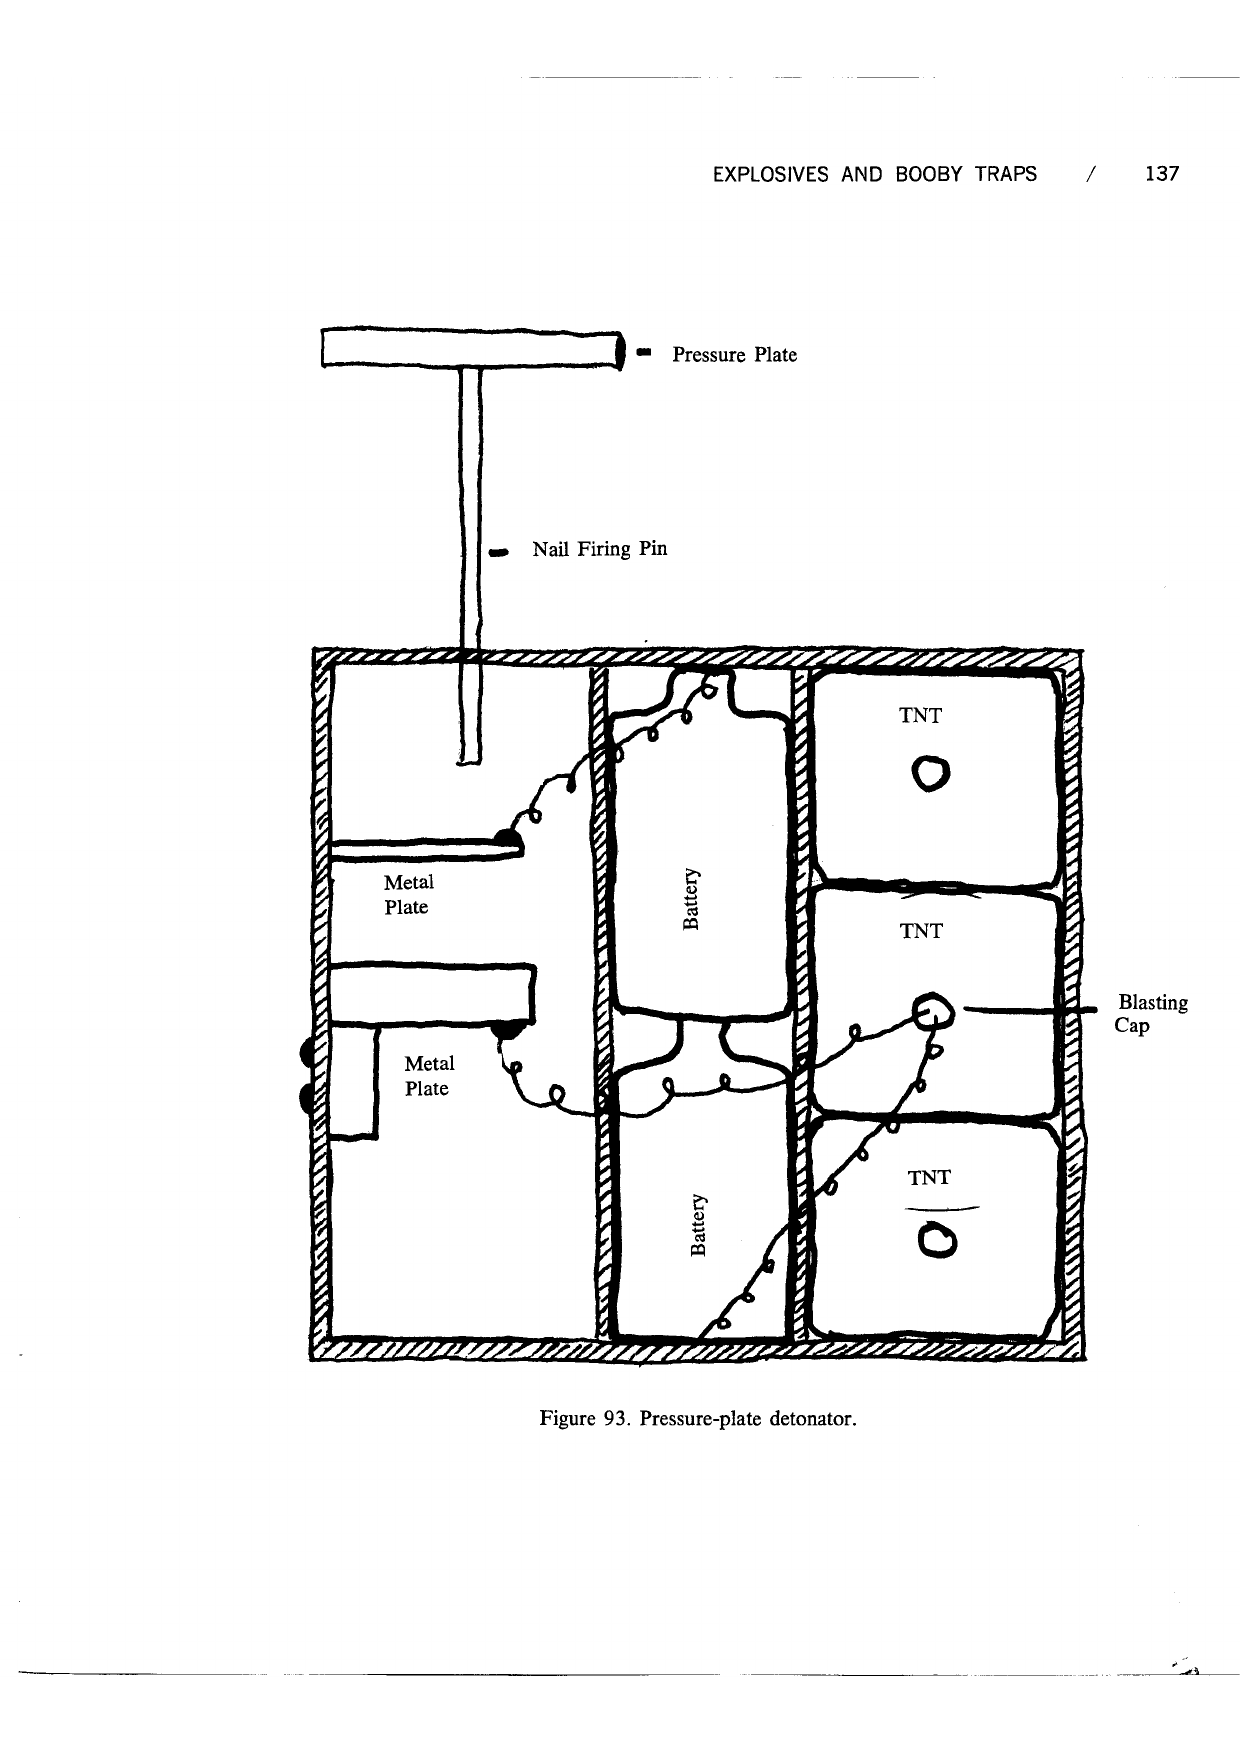 EXPLOSIVES AND BOOBY TRAPS / 137
Pressure Plate
Nail Firing Pin
TNT
Metal
Plate
Battery
TNT
Blasting
Cap
Metal
Plate
TNT
Battery
Figure 93. Pressure-plate detonator.